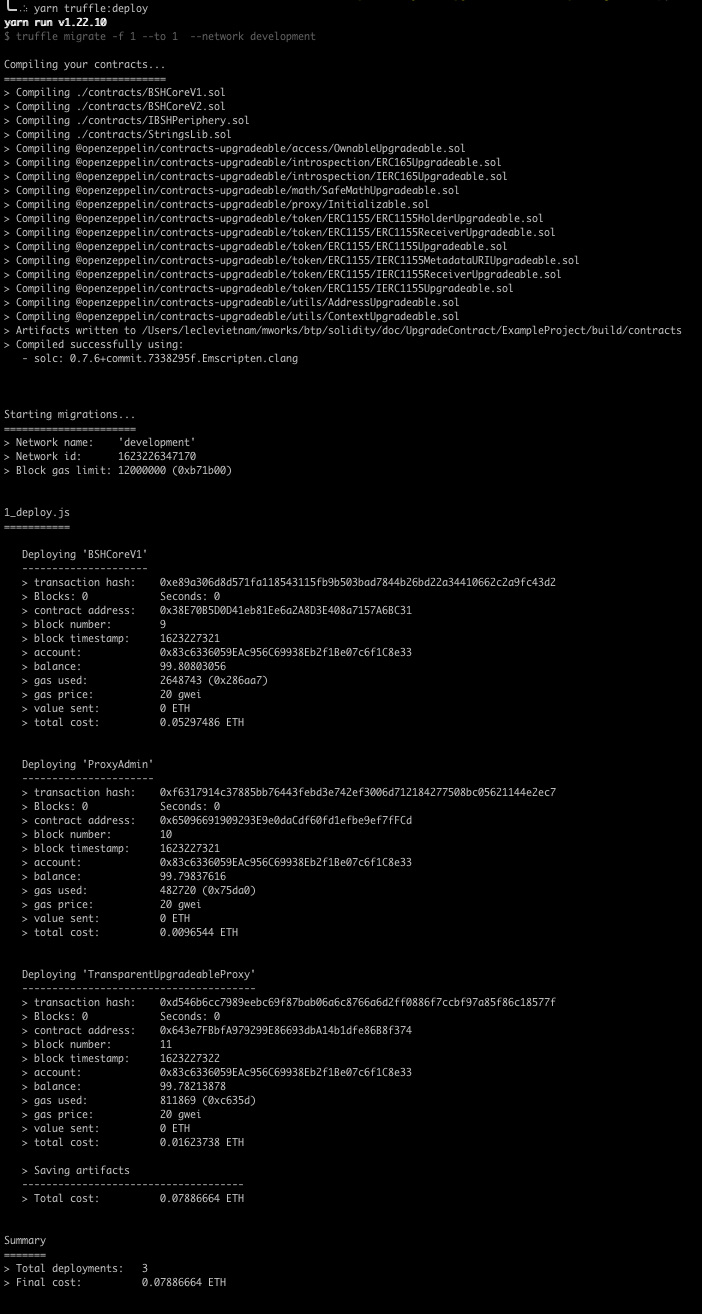 yarn truffle:deploy
yarn run v1.22.10
$ truffle migrate -f 1 --to 1  --network development
Compiling your contracts...
===========================
> Compiling ./contracts/BSHCoreV1.sol
> Compiling ./contracts/BSHCoreV2.sol
> Compiling ./contracts/IBSHPeriphery.sol
> Compiling ./contracts/StringsLib.sol
> Compiling @openzeppelin/contracts-upgradeable/access/OwnableUpgradeable.sol
> Compiling @openzeppelin/contracts-upgradeable/introspection/ERC165Upgradeable.sol
> Compiling @openzeppelin/contracts-upgradeable/introspection/IERC165Upgradeable.sol
> Compiling @openzeppelin/contracts-upgradeable/math/SafeMathUpgradeable.sol
> Compiling @openzeppelin/contracts-upgradeable/proxy/Initializable.sol
> Compiling @openzeppelin/contracts-upgradeable/token/ERC1155/ERC1155HolderUpgradeable.sol
> Compiling @openzeppelin/contracts-upgradeable/token/ERC1155/ERC1155ReceiverUpgradeable.sol
> Compiling @openzeppelin/contracts-upgradeable/token/ERC1155/ERC1155Upgradeable.sol
> Compiling @openzeppelin/contracts-upgradeable/token/ERC1155/IERC1155MetadataURIUpgradeable.sol
> Compiling @openzeppelin/contracts-upgradeable/token/ERC1155/IERC1155ReceiverUpgradeable.sol
> Compiling @openzeppelin/contracts-upgradeable/token/ERC1155/IERC1155Upgradeable.sol
> Compiling @openzeppelin/contracts-upgradeable/utils/AddressUpgradeable.sol
> Compiling @openzeppelin/contracts-upgradeable/utils/ContextUpgradeable.sol
> Artifacts written to /Users/leclevietnam/mworks/btp/solidity/doc/UpgradeContract/ExampleProject/build/contracts
> Compiled successfully using:
- solc: 0.7.6+commit.7338295f.Emscripten.clang
Starting migrations...
======================
> Network name:    'development'
> Network id:      1623226347170
> Block gas limit: 12000000 (0xb71b00)
1_deploy.js
===========
Deploying 'BSHCoreV1'
---------------------
> transaction hash:    0xe89a306d8d571fa118543115fb9b503bad7844b26bd22a34410662c2a9fc43d2
> Blocks: 0            Seconds: 0
> contract address:    0x38E70B5D0D41eb81Ee6a2A8D3E408a7157A6BC31
> block number:        9
> block timestamp:     1623227321
> account:             0x83c6336059EAc956C69938Eb2f1Be07c6f1C8e33
> balance:             99.80803056
> gas used:            2648743 (0x286aa7)
> gas price:           20 gwei
> value sent:          0 ETH
> total cost:          0.05297486 ETH
Deploying 'ProxyAdmin'
----------------------
> transaction hash:    0xf6317914c37885bb76443febd3e742ef3006d712184277508bc05621144e2ec7
> Blocks: 0            Seconds: 0
> contract address:    0x65096691909293E9e0daCdf60fd1efbe9ef7fFCd
> block number:        10
> block timestamp:     1623227321
> account:             0x83c6336059EAc956C69938Eb2f1Be07c6f1C8e33
> balance:             99.79837616
> gas used:            482720 (0x75da0)
> gas price:           20 gwei
> value sent:          0 ETH
> total cost:          0.0096544 ETH
Deploying 'TransparentUpgradeableProxy'
---------------------------------------
> transaction hash:    0xd546b6cc7989eebc69f87bab06a6c8766a6d2ff0886f7ccbf97a85f86c18577f
> Blocks: 0            Seconds: 0
> contract address:    0x643e7FBbfA979299E86693dbA14b1dfe86B8f374
> block number:        11
> block timestamp:     1623227322
> account:             0x83c6336059EAc956C69938Eb2f1Be07c6f1C8e33
> balance:             99.78213878
> gas used:            811869 (0xc635d)
> gas price:           20 gwei
> value sent:          0 ETH
> total cost:          0.01623738 ETH
> Saving artifacts
-------------------------------------
> Total cost:          0.07886664 ETH
Summary
=======
> Total deployments:   3
> Final cost:          0.07886664 ETH